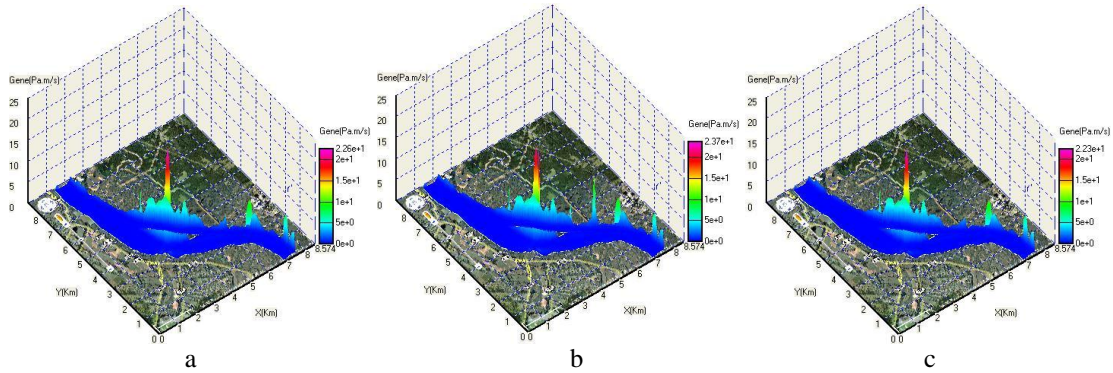 Gene(Pa.m/s)
25
20
15
10
5
0
8
7
6
5
4
3
2
1
0
Y(Km)
0
1
2
3
4
5
6
7
8
8.574
X(Km)
Gene(Pa.m/s)
2.26e+1
2e+1
1.5e+1
1e+1
5e+0
0e+0
a
Gene(Pa.m/s)
25
20
15
10
5
0
8
7
6
5
4
3
2
1
0
Y(Km)
0
1
2
3
4
5
6
7
8
8.574
X(Km)
Gene(Pa.m/s)
2.37e+1
2e+1
1.5e+1
1e+1
5e+0
0e+0
b
Gene(Pa.m/s)
25
20
15
10
5
0
8
7
6
5
4
3
2
1
0
Y(Km)
0
1
2
3
4
5
6
7
8
8.574
X(Km)
Gene(Pa.m/s)
2.23e+1
2e+1
1.5e+1
1e+1
5e+0
0e+0
c